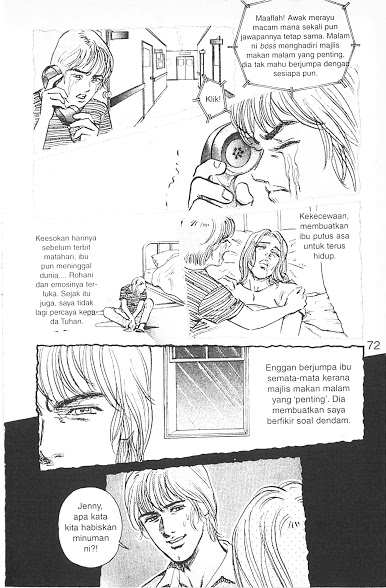 Maaflah! Awak merayu
macam mana sekali pun
jawapannya tetap sama. Malam
ni boss menghadiri majlis
makan malam yang penting,
dia tak mahu berjumpa dengan
sesiapa pun.
Klik!
Kekecewaan,
membuatkan
ibu putus asa
untuk terus
hidup.
Keesokan harinya
sebelum terbit
matahari, ibu
pun meninggal
dunia.... Rohani
dan emosinya ter-
luka. Sejak itu
juga, saya tidak
lagi percaya kepa-
da Tuhan.
72
Enggan berjumpa ibu
semata-mata kerana
majlis makan malam
yang ‘penting’. Dia
membuatkan saya
berfikir soal dendam.
Jenny,
apa kata
kita habiskan
minuman
ni?!